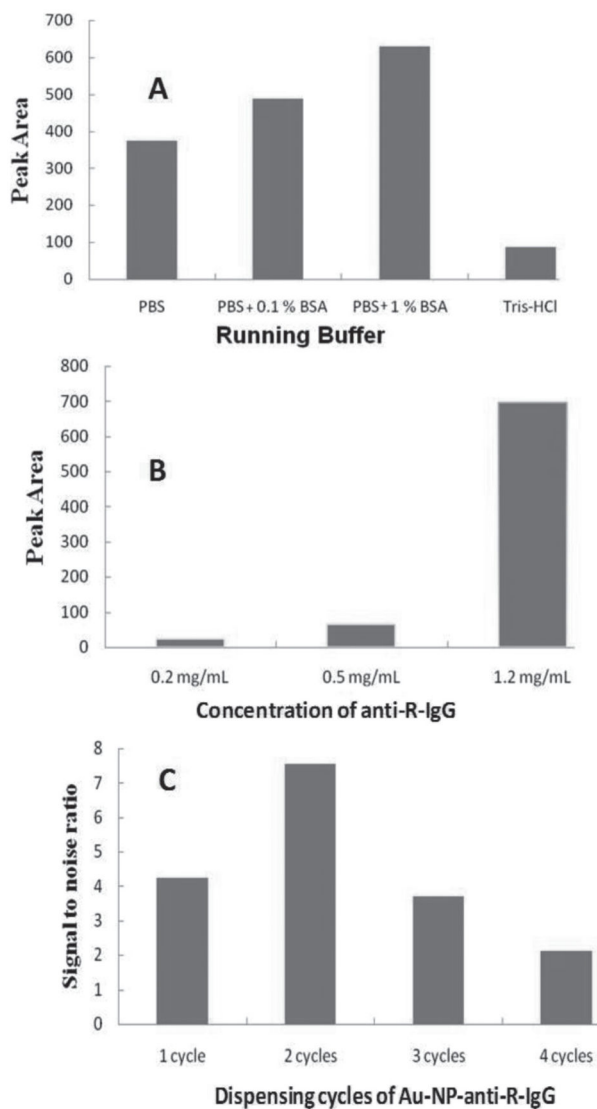 700
600
A
500
400
300
200
100
0
Peak Area
PBS PBS+ 0.1 % BSA PBS+ 1 % BSA Tris-HCl
Running Buffer
800
700
600
B
500
400
300
200
100
0
Peak Area
0.2 mg/mL 0.5 mg/mL 1.2 mg/mL
Concentration of anti-R-IgG
8
C
7
6
5
4
3
2
1
0
Signal to noise ratio
1 cycle 2 cycles 3 cycles 4 cycles
Dispensing cycles of Au-NP-anti-R-IgG